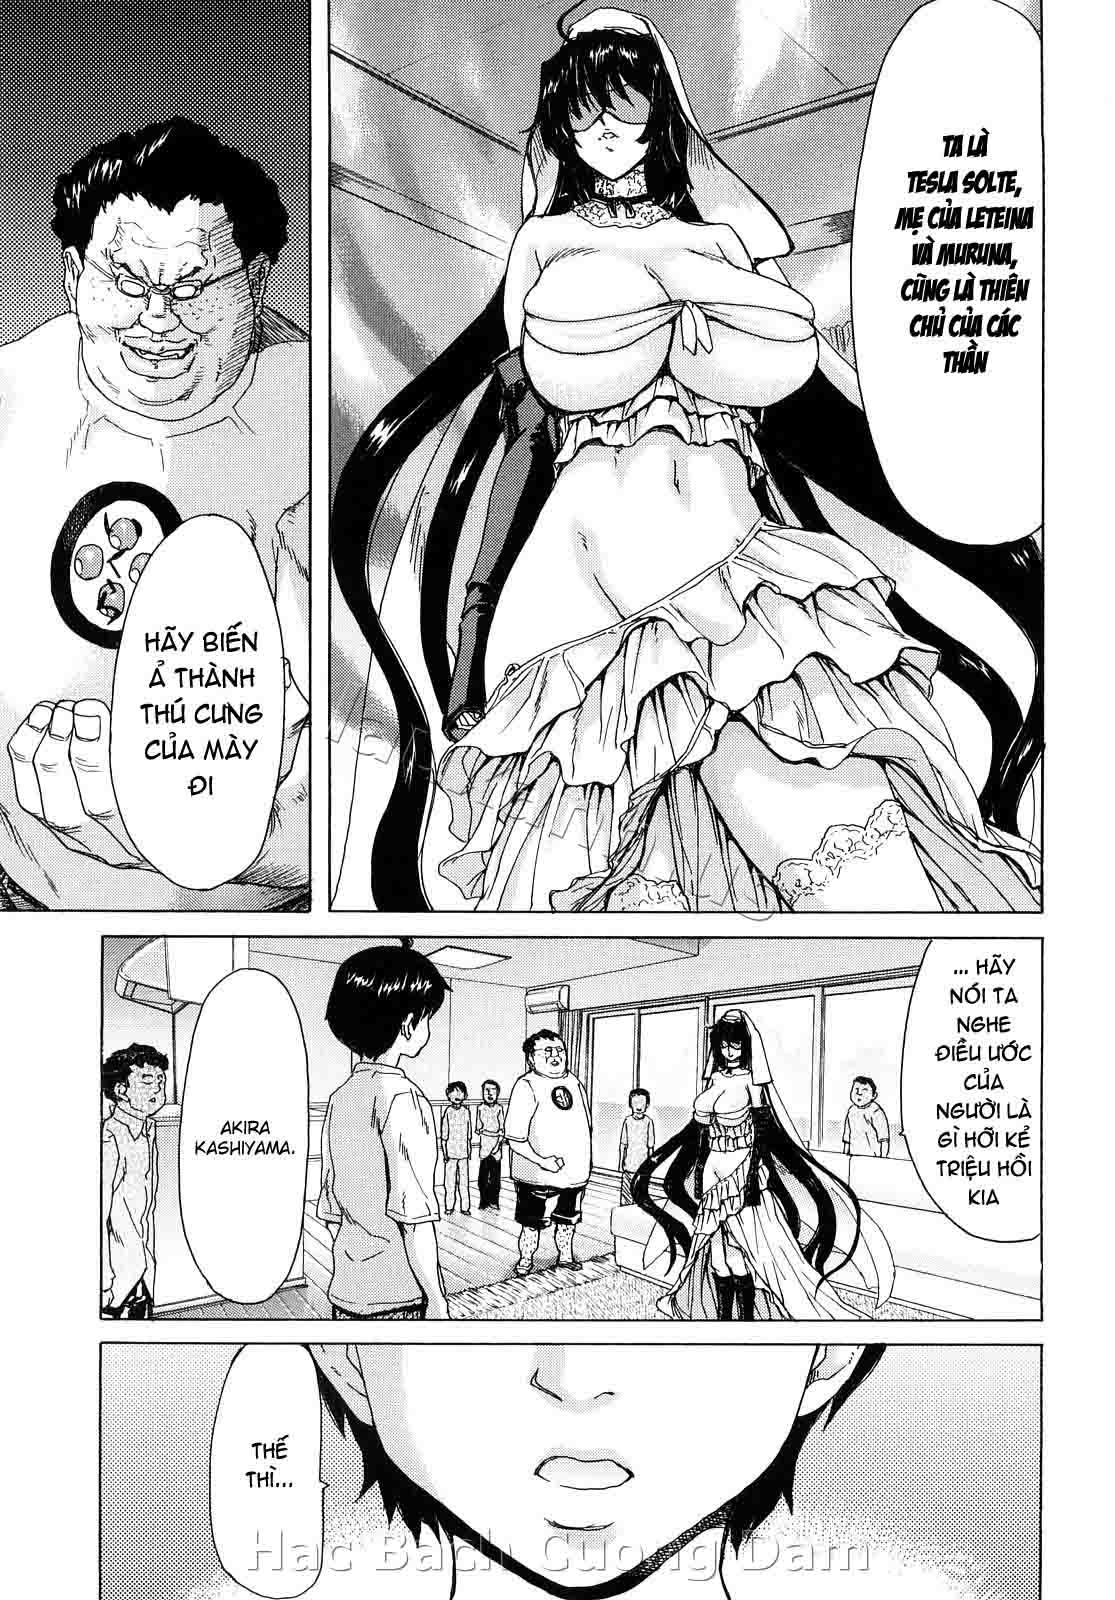 TA LÀ
TESLA SOLTE,
MẸ CỦA LETEINA
VÀ MURUNA,
CŨNG LÀ THIÊN
CHỦ CỦA CÁC
THẦN
HÃY BIẾN
Ả THÀNH
THÚ CƯNG
CỦA MÀY
ĐI
... HÃY
NÓI TA
NGHE
ĐIỀU ƯỚC
CỦA
NGƯỜI LÀ
GÌ HỠI KẺ
TRIỆU HỒI
KIA
AKIRA
KASHIYAMA.
THẾ
THÌ...
Hac Bach Cuong Dam